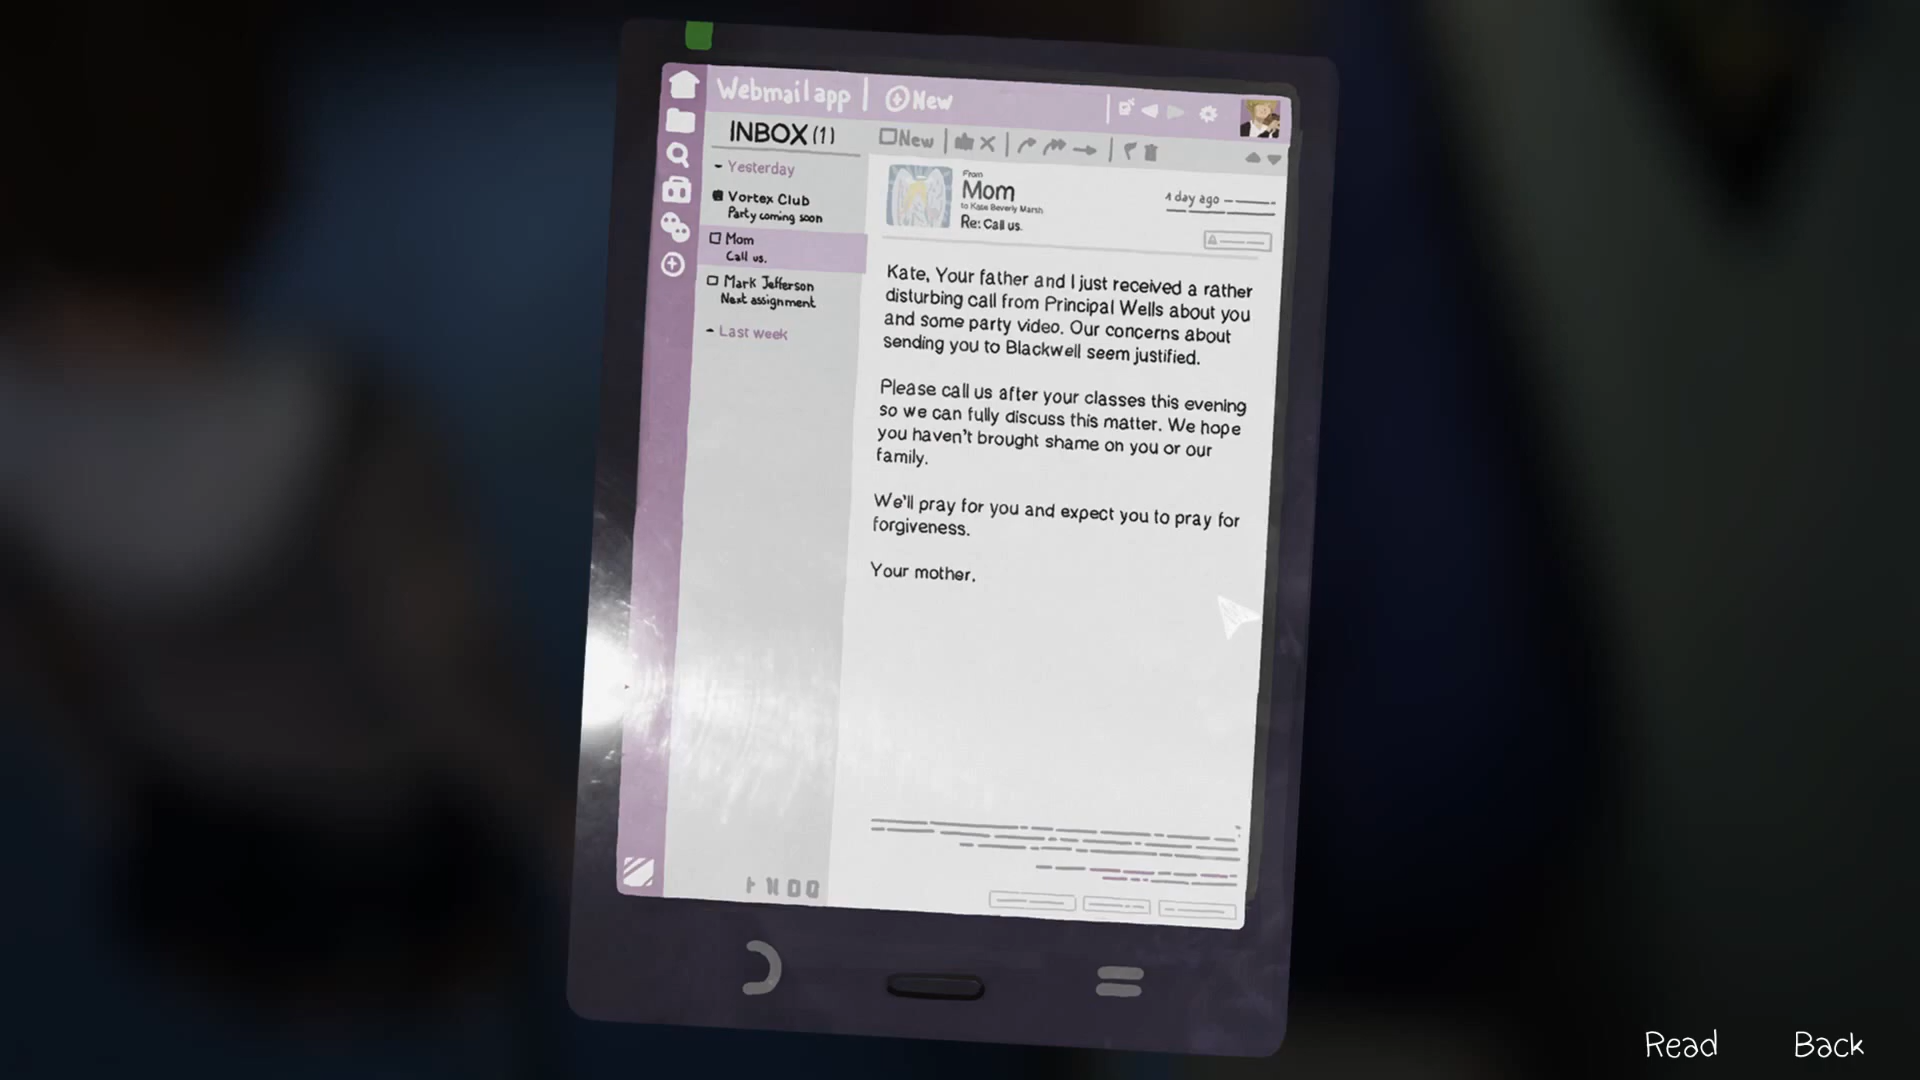 Webmail app | New
INBOX (1)
New
Yesterday
Vortex Club
Party coming soon
Mom
Call us.
Mark Jefferson
Next assignment
Last week
From
Mom
to Kate Beverly Marsh
Re: Call us.
1 day ago
Kate, Your father and I just received a rather
disturbing call from Principal Wells about you
and some party video. Our concerns about
sending you to Blackwell seem justified.
Please call us after your classes this evening
so we can fully discuss this matter. We hope
you haven't brought shame on you or our
family.
We'll pray for you and expect you to pray for
forgiveness.
Your mother.
Read
Back